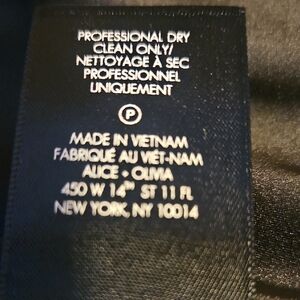 PROFESSIONAL DRY
CLEAN ONLY/
NETTOYAGE À SEC
PROFESSIONNEL
UNIQUEMENT
P
MADE IN VIETNAM
FABRIQUÉ AU VIÊT-NAM
ALICE + OLIVIA
450 W 14TH ST 11 FL
NEW YORK, NY 10014